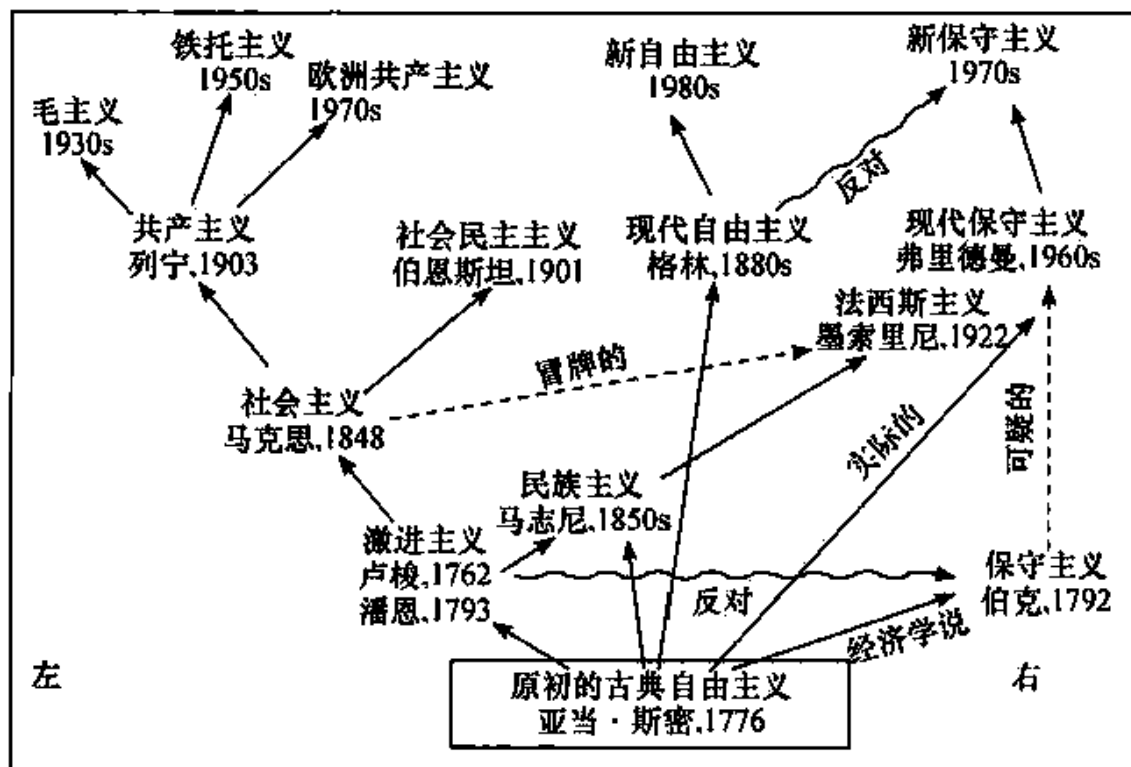 铁托主义
1950s
欧洲共产主义
1970s
毛主义
1930s
新自由主义
1980s
新保守主义
1970s
反对
共产主义
列宁,1903
社会民主主义
伯恩斯坦,1901
现代自由主义
格林,1880s
现代保守主义
弗里德曼,1960s
法西斯主义
墨索里尼,1922
冒牌的
社会主义
马克思,1848
实际的
可疑的
民族主义
马志尼,1850s
激进主义
卢梭,1762
潘恩,1793
反对
保守主义
伯克,1792
经济学说
左
右
原初的古典自由主义
亚当·斯密,1776